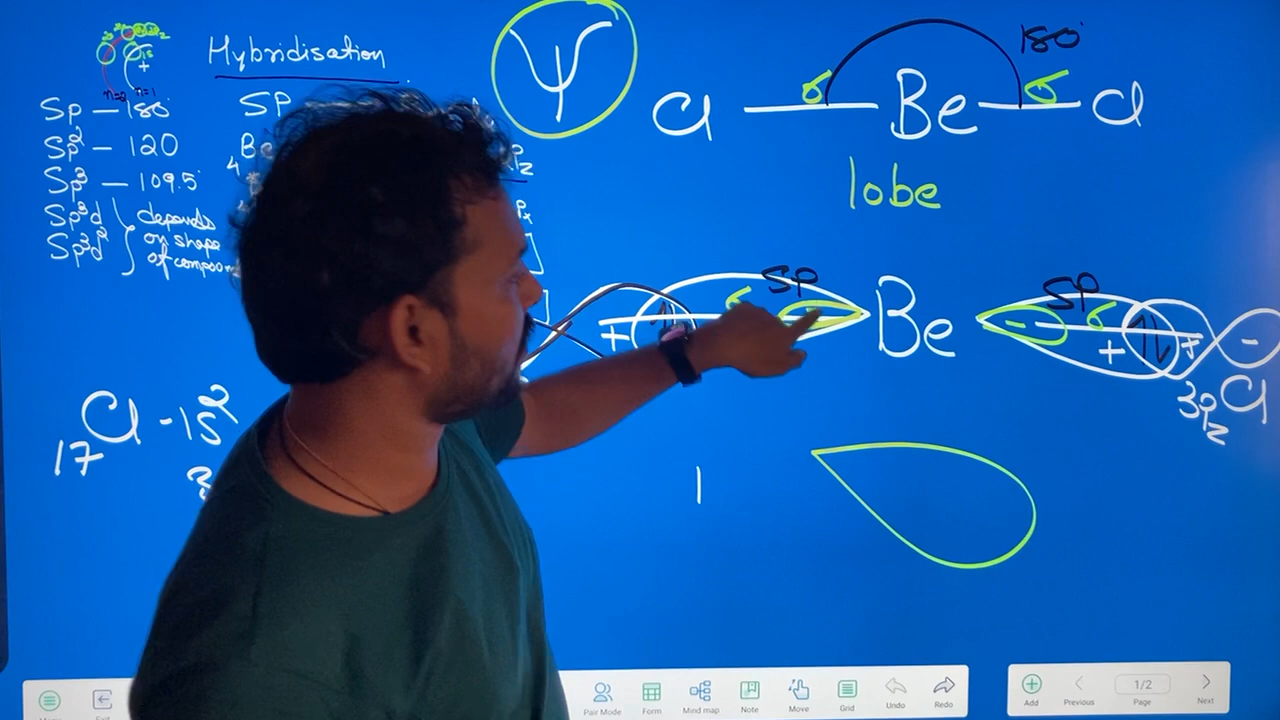 Hybridisation
Sp - 180°
Sp² - 120
Sp³ - 109.5°
Sp³d
Sp³d²
depends
on shape
SP
Ψ
180°
σ
σ
Cl — Be — Cl
lobe
sp
Be
sp
σ
- σ
+
+
+
-
3pz
Cl
17Cl - 1s²
1
Pair Mode
Form
Mind map
Note
Move
Grid
Undo
Redo
Add
Previous
1/2
Page
Next